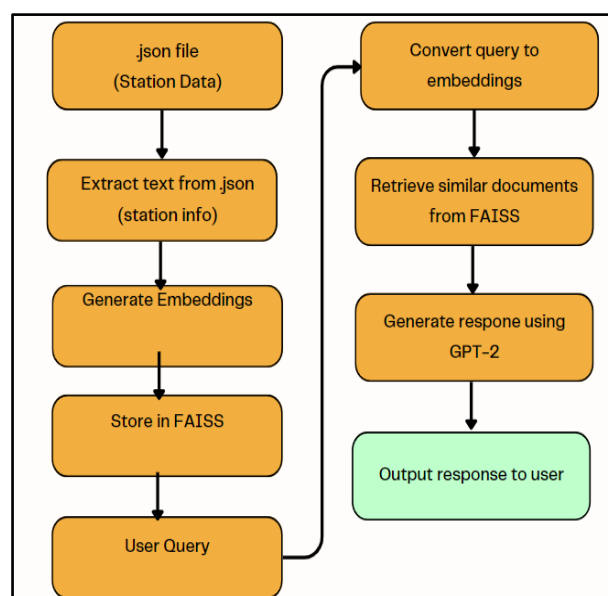 .json file
(Station Data)
Extract text from .json
(station info)
Generate Embeddings
Store in FAISS
User Query
Convert query to
embeddings
Retrieve similar documents
from FAISS
Generate respone using
GPT-2
Output response to user